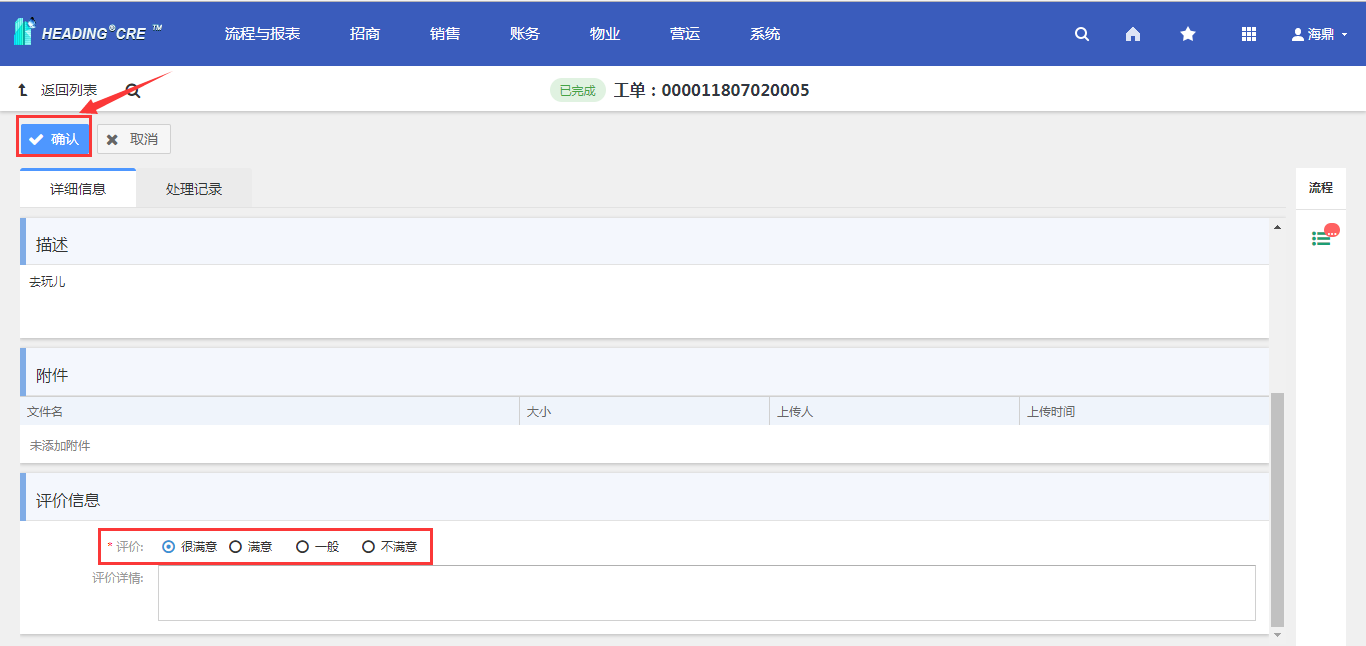 HEADING®CRE ™ 流程与报表 招商 销售 账务 物业 营运 系统 海鼎
返回列表 已完成 工单：000011807020005
确认 取消
详细信息 处理记录 流程
描述
去玩儿
附件
文件名 大小 上传人 上传时间
未添加附件
评价信息
* 评价: 很满意 满意 一般 不满意
评价详情: